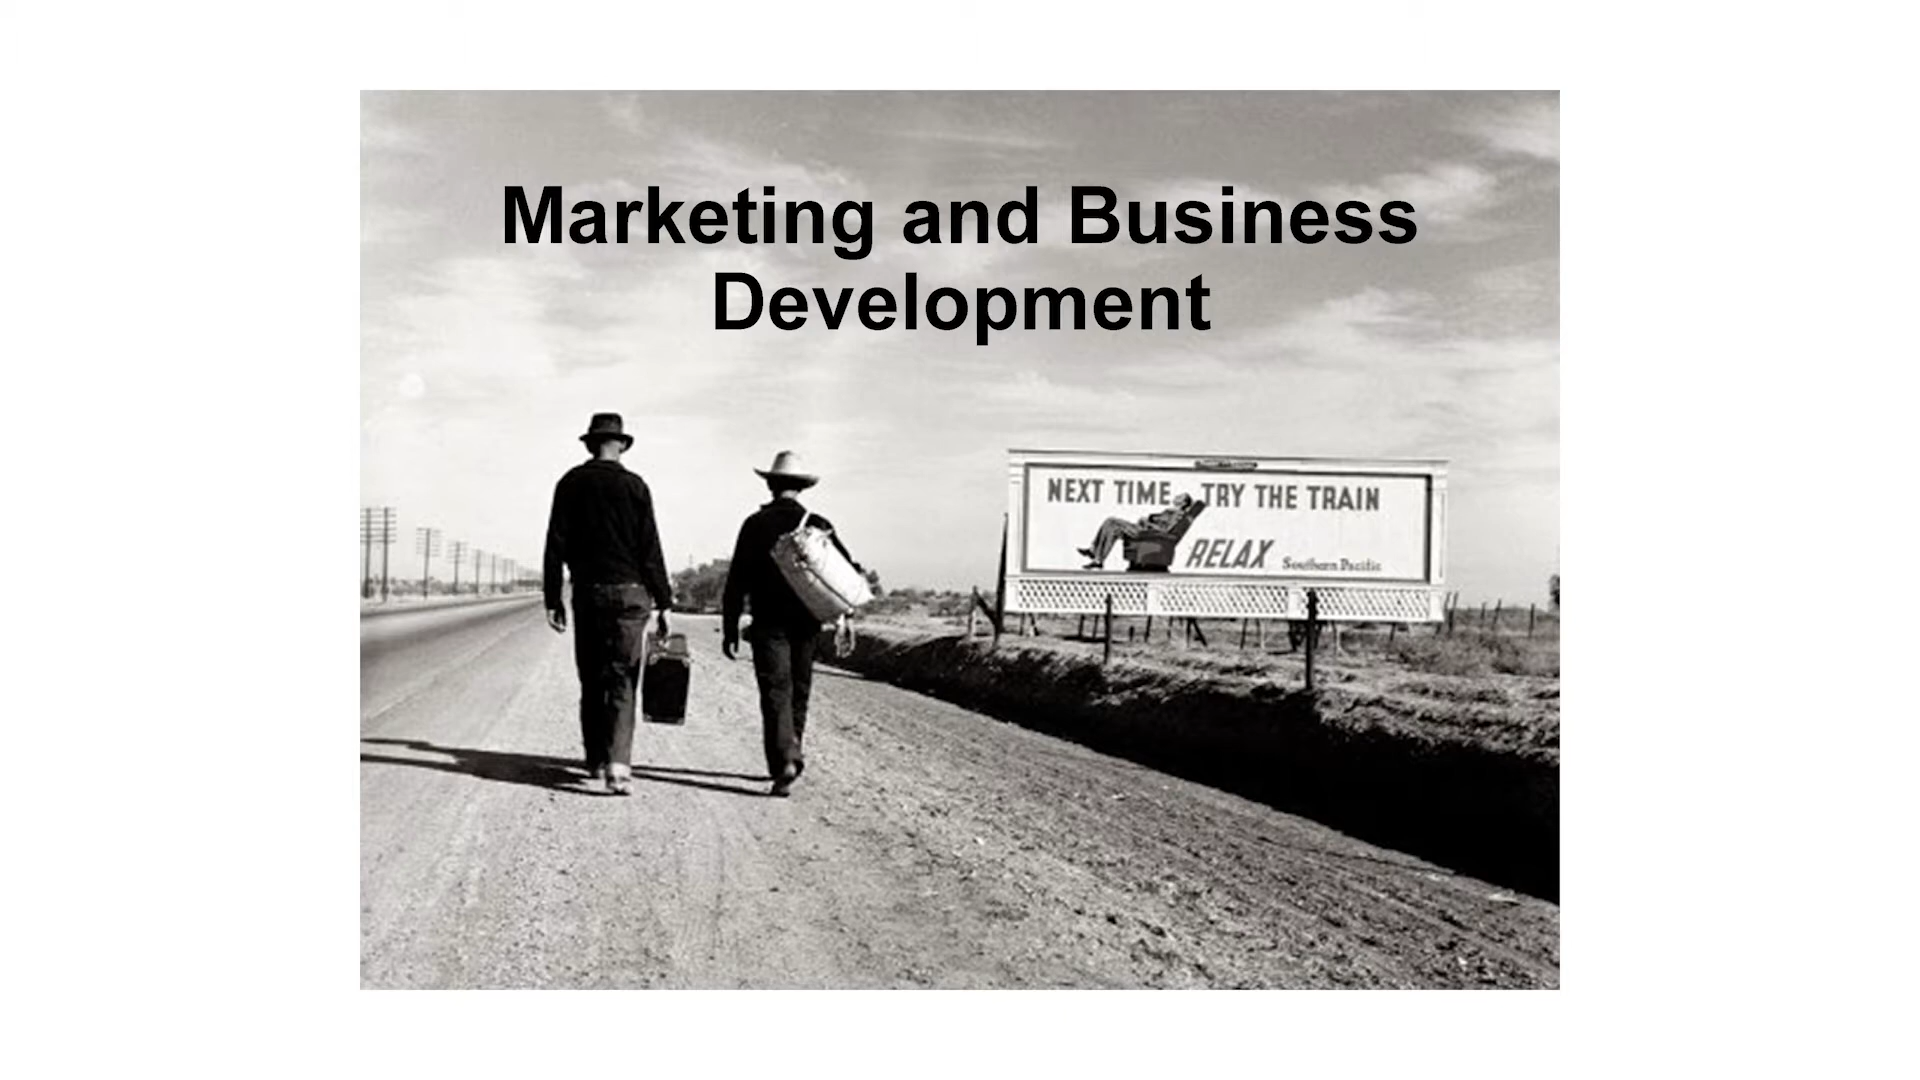 Marketing and Business
Development
NEXT TIME TRY THE TRAIN
RELAX Southern Pacific